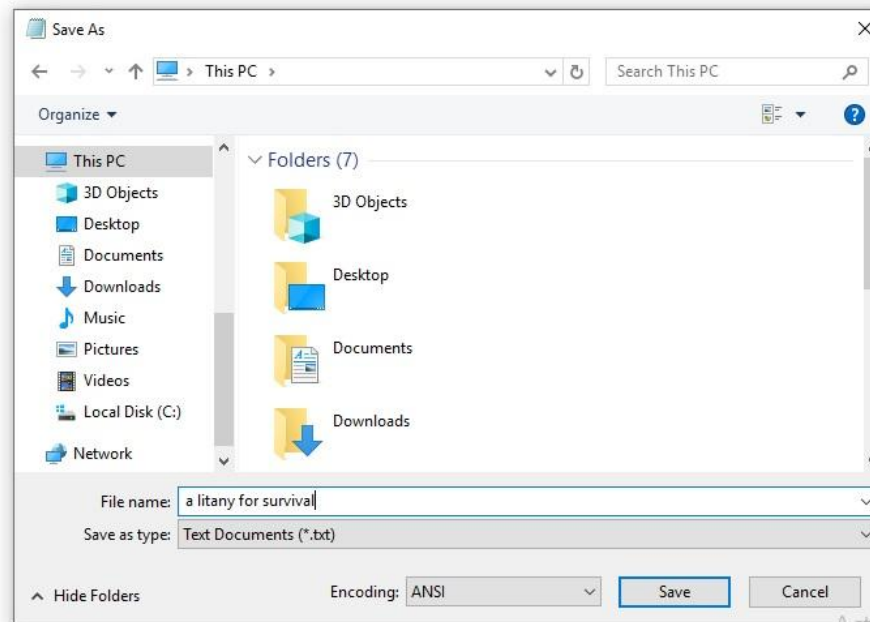 Save As
This PC
Search This PC
Organize
This PC
3D Objects
Desktop
Documents
Downloads
Music
Pictures
Videos
Local Disk (C:)
Network
Folders (7)
3D Objects
Desktop
Documents
Downloads
File name: a litany for survival
Save as type: Text Documents (*.txt)
Hide Folders
Encoding: ANSI
Save
Cancel